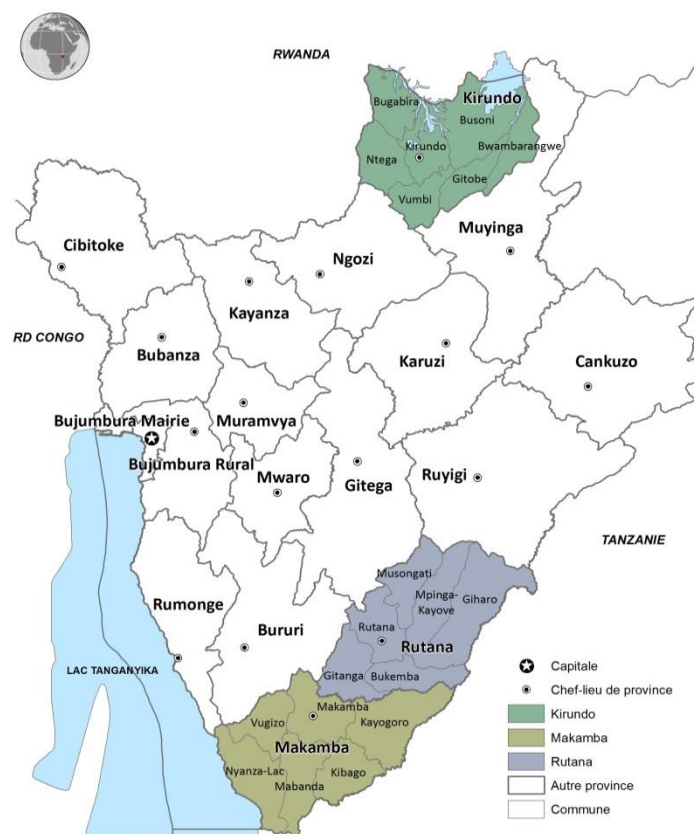 RWANDA
Kirundo
Bugabira
Busoni
Kirundo
Bwambarangwe
Ntega
Gitobe
Vumbi
Muyinga
Cibitoke
Ngozi
Kayanza
RD CONGO
Bubanza
Karuzi
Cankuzo
Bujumbura Mairie
Muramvya
Bujumbura Rural
Mwaro
Gitega
Ruyigi
TANZANIE
Musongati
Mpinga-
Kayove
Giharo
Rumonge
Rutana
Bururi
Rutana
LAC TANGANYIKA
Gitanga
Bukemba
Makamba
Vugizo
Kayogoro
Makamba
Nyanza-Lac
Kibago
Mabanda
Capitale
Chef-lieu de province
Kirundo
Makamba
Rutana
Autre province
Commune